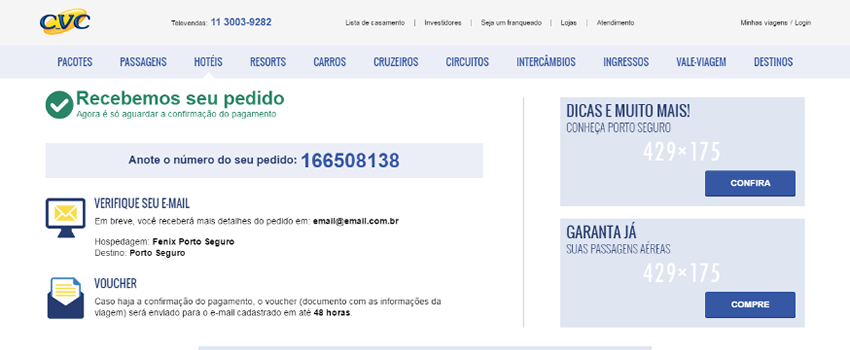 CVC
Televendas: 11 3003-9282
Lista de casamento | Investidores | Seja um franqueado | Lojas | Atendimento
Minhas viagens / Login
PACOTES PASSAGENS HOTÉIS RESORTS CARROS CRUZEIROS CIRCUITOS INTERCÂMBIOS INGRESSOS VALE-VIAGEM DESTINOS
Recebemos seu pedido
Agora é só aguardar a confirmação do pagamento
Anote o número do seu pedido: 166508138
VERIFIQUE SEU E-MAIL
Em breve, você receberá mais detalhes do pedido em: email@email.com.br
Hospedagem: Fenix Porto Seguro
Destino: Porto Seguro
VOUCHER
Caso haja a confirmação do pagamento, o voucher (documento com as informações da
viagem) será enviado para o e-mail cadastrado em até 48 horas.
DICAS E MUITO MAIS!
CONHEÇA PORTO SEGURO
429×175
CONFIRA
GARANTA JÁ
SUAS PASSAGENS AÉREAS
429×175
COMPRE